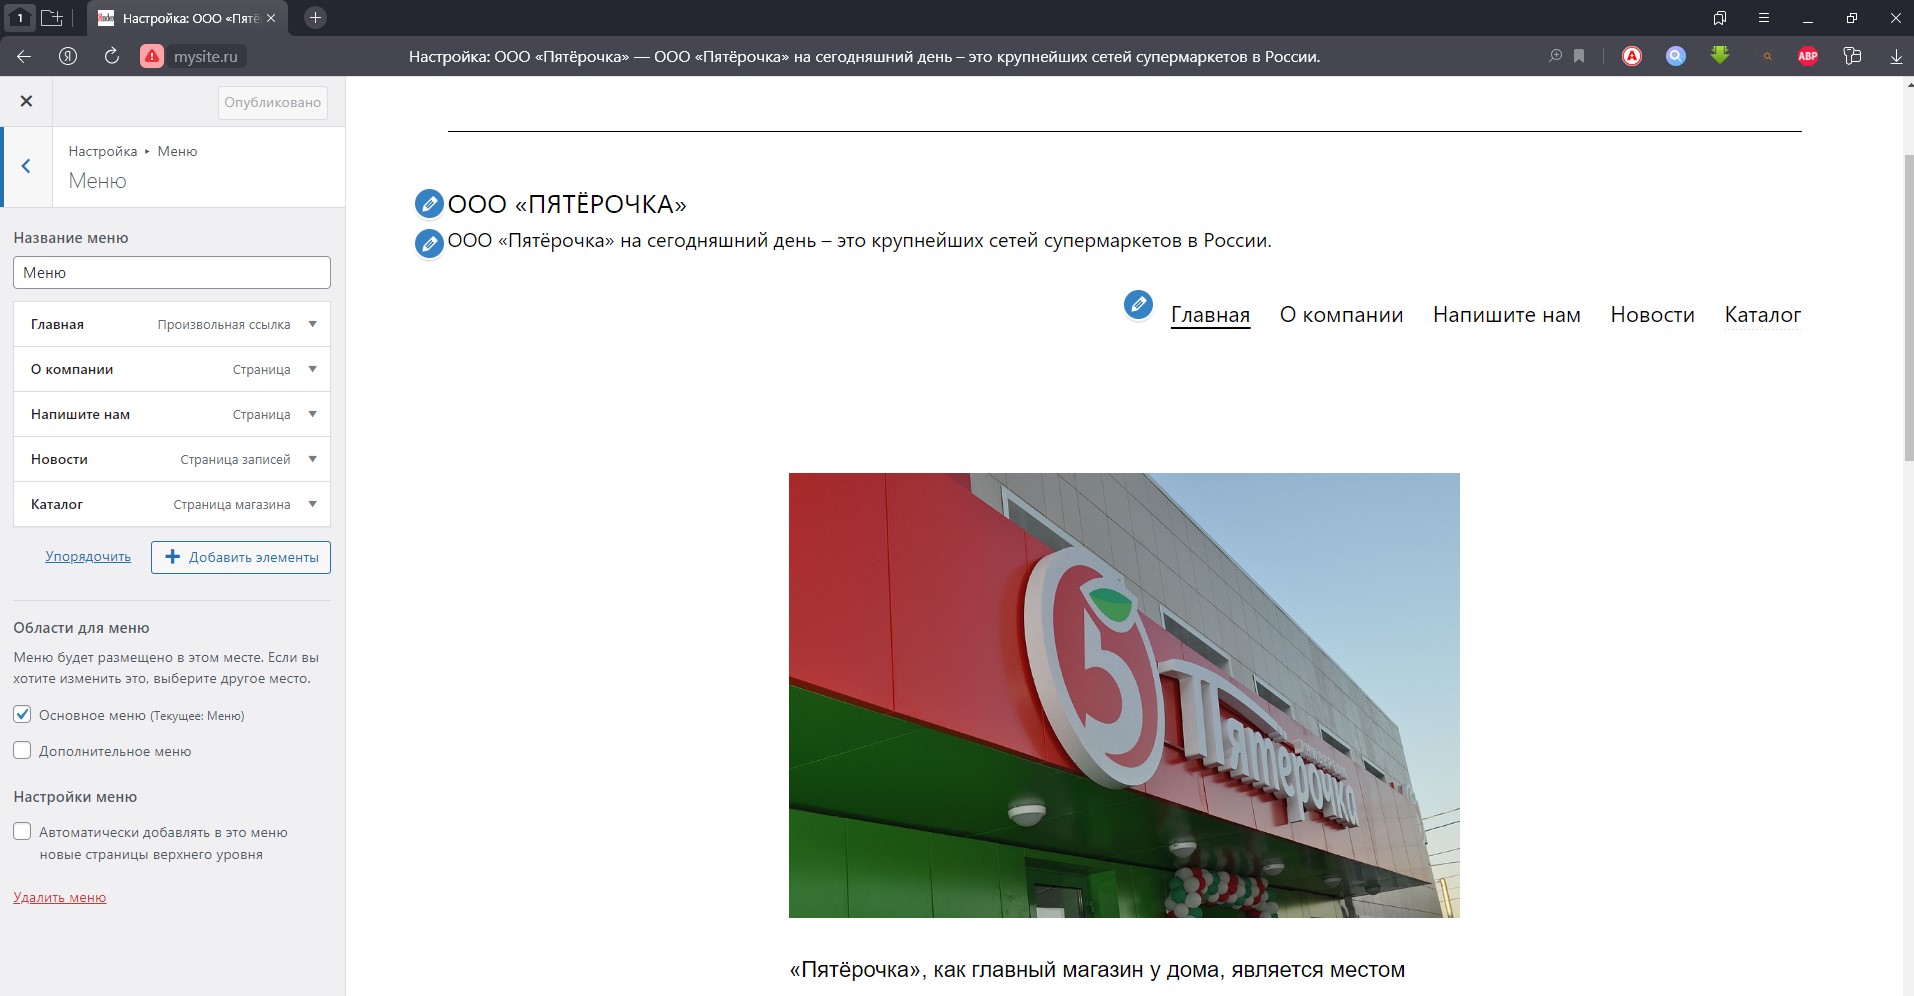 1
Настройка: ООО «Пятё
mysite.ru
Настройка: ООО «Пятёрочка» — ООО «Пятёрочка» на сегодняшний день – это крупнейших сетей супермаркетов в России.
ABP
Опубликовано
Настройка ▸ Меню
Меню
Название меню
Меню
Главная Произвольная ссылка
О компании Страница
Напишите нам Страница
Новости Страница записей
Каталог Страница магазина
Упорядочить
Добавить элементы
Области для меню
Меню будет размещено в этом месте. Если вы
хотите изменить это, выберите другое место.
Основное меню (Текущее: Меню)
Дополнительное меню
Настройки меню
Автоматически добавлять в это меню
новые страницы верхнего уровня
Удалить меню
ООО «ПЯТЁРОЧКА»
ООО «Пятёрочка» на сегодняшний день – это крупнейших сетей супермаркетов в России.
Главная О компании Напишите нам Новости Каталог
5
Пятёрочка
«Пятёрочка», как главный магазин у дома, является местом